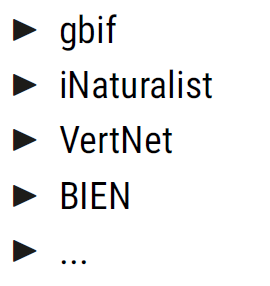 ▶ gbif
▶ iNaturalist
▶ VertNet
▶ BIEN
▶ ...